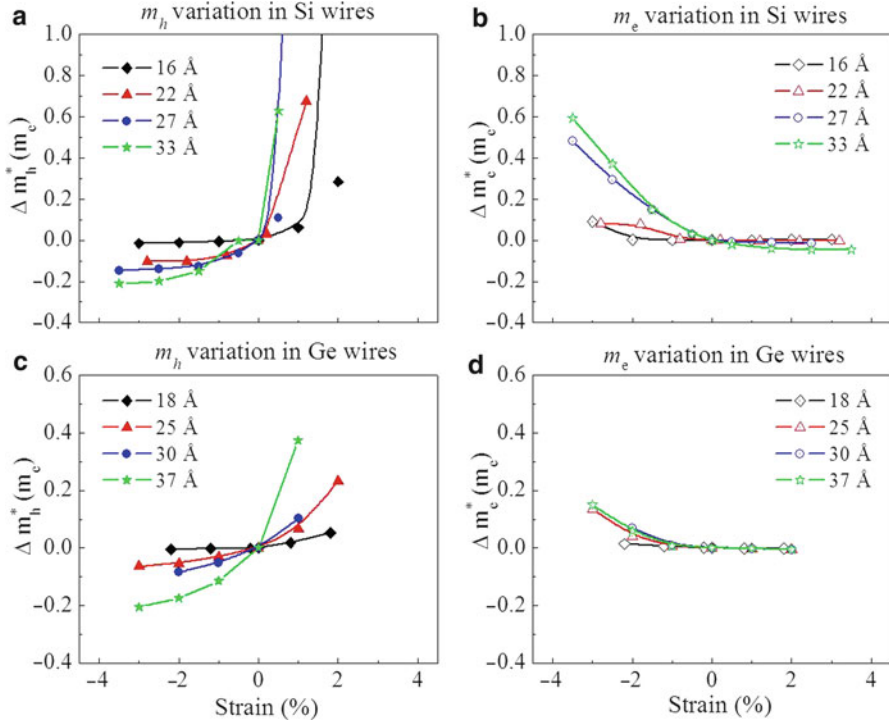 a
m_h variation in Si wires
Δ m_h^* (m_e)
1.0
0.8
0.6
0.4
0.2
0.0
−0.2
−0.4
16 Å
22 Å
27 Å
33 Å
b
m_e variation in Si wires
Δ m_e^* (m_e)
1.0
0.8
0.6
0.4
0.2
0.0
−0.2
−0.4
16 Å
22 Å
27 Å
33 Å
c
m_h variation in Ge wires
Δ m_h^* (m_e)
0.6
0.4
0.2
0.0
−0.2
−0.4
18 Å
25 Å
30 Å
37 Å
−4 −2 0 2 4
Strain (%)
d
m_e variation in Ge wires
Δ m_e^* (m_e)
0.6
0.4
0.2
0.0
−0.2
−0.4
18 Å
25 Å
30 Å
37 Å
−4 −2 0 2 4
Strain (%)